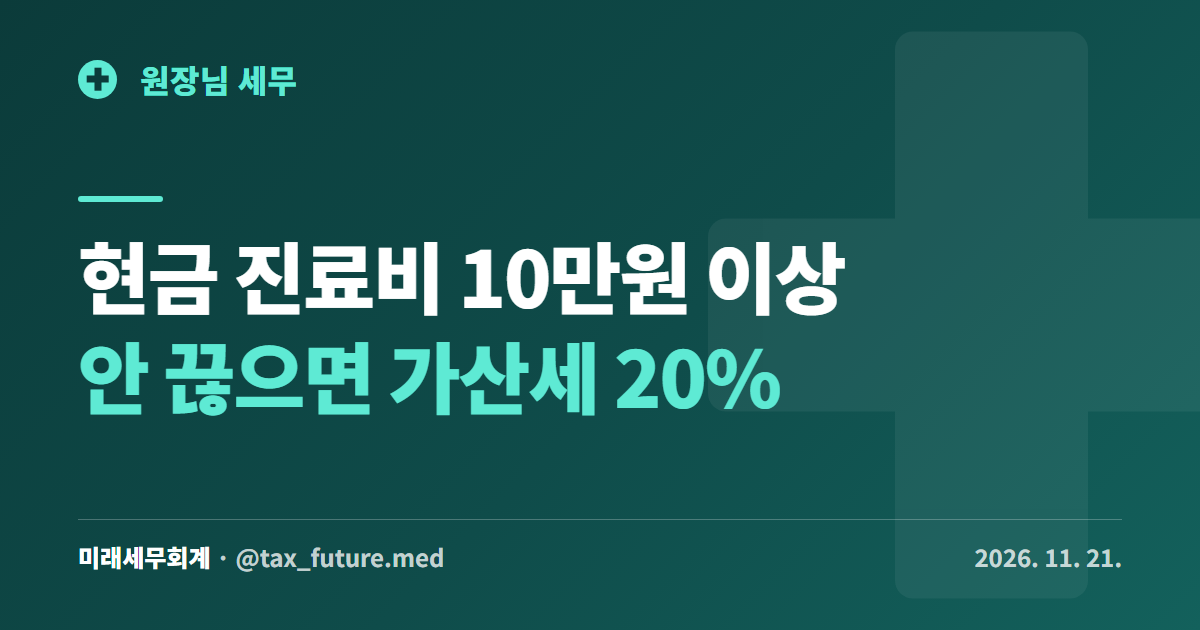 원장님 세무
현금 진료비 10만원 이상
안 끊으면 가산세 20%
미래세무회계 · @tax_future.med
2026. 11. 21.